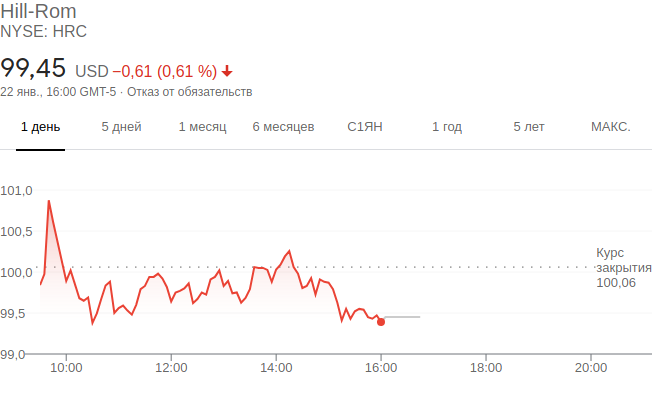 Hill-Rom
NYSE: HRC
99,45 USD −0,61 (0,61 %)
22 янв., 16:00 GMT-5 · Отказ от обязательств
1 день 5 дней 1 месяц 6 месяцев С1ЯН 1 год 5 лет МАКС.
101,0
100,5
Курс
закрытия
100,06
100,0
99,5
99,0
10:00 12:00 14:00 16:00 18:00 20:00